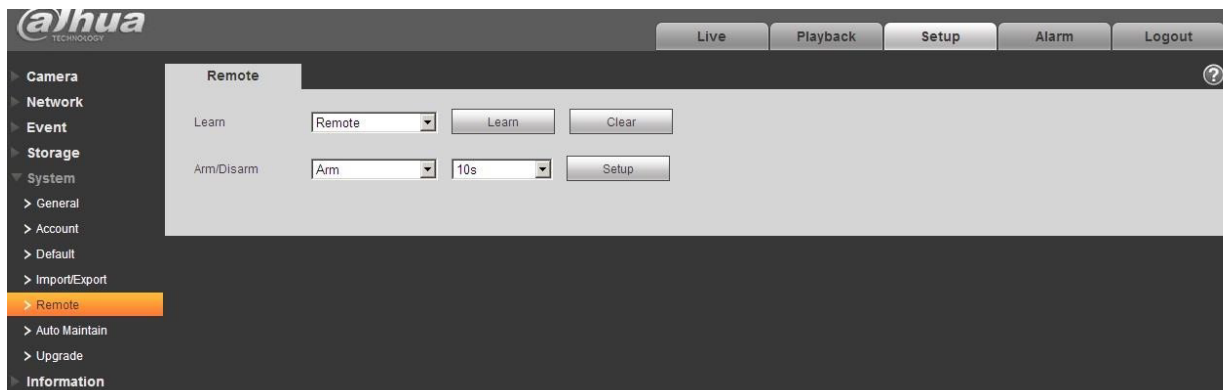 alhua
TECHNOLOGY
Live Playback Setup Alarm Logout
Camera
Network
Event
Storage
System
> General
> Account
> Default
> Import/Export
> Remote
> Auto Maintain
> Upgrade
Information
Remote
?
Learn Remote Learn Clear
Arm/Disarm Arm 10s Setup